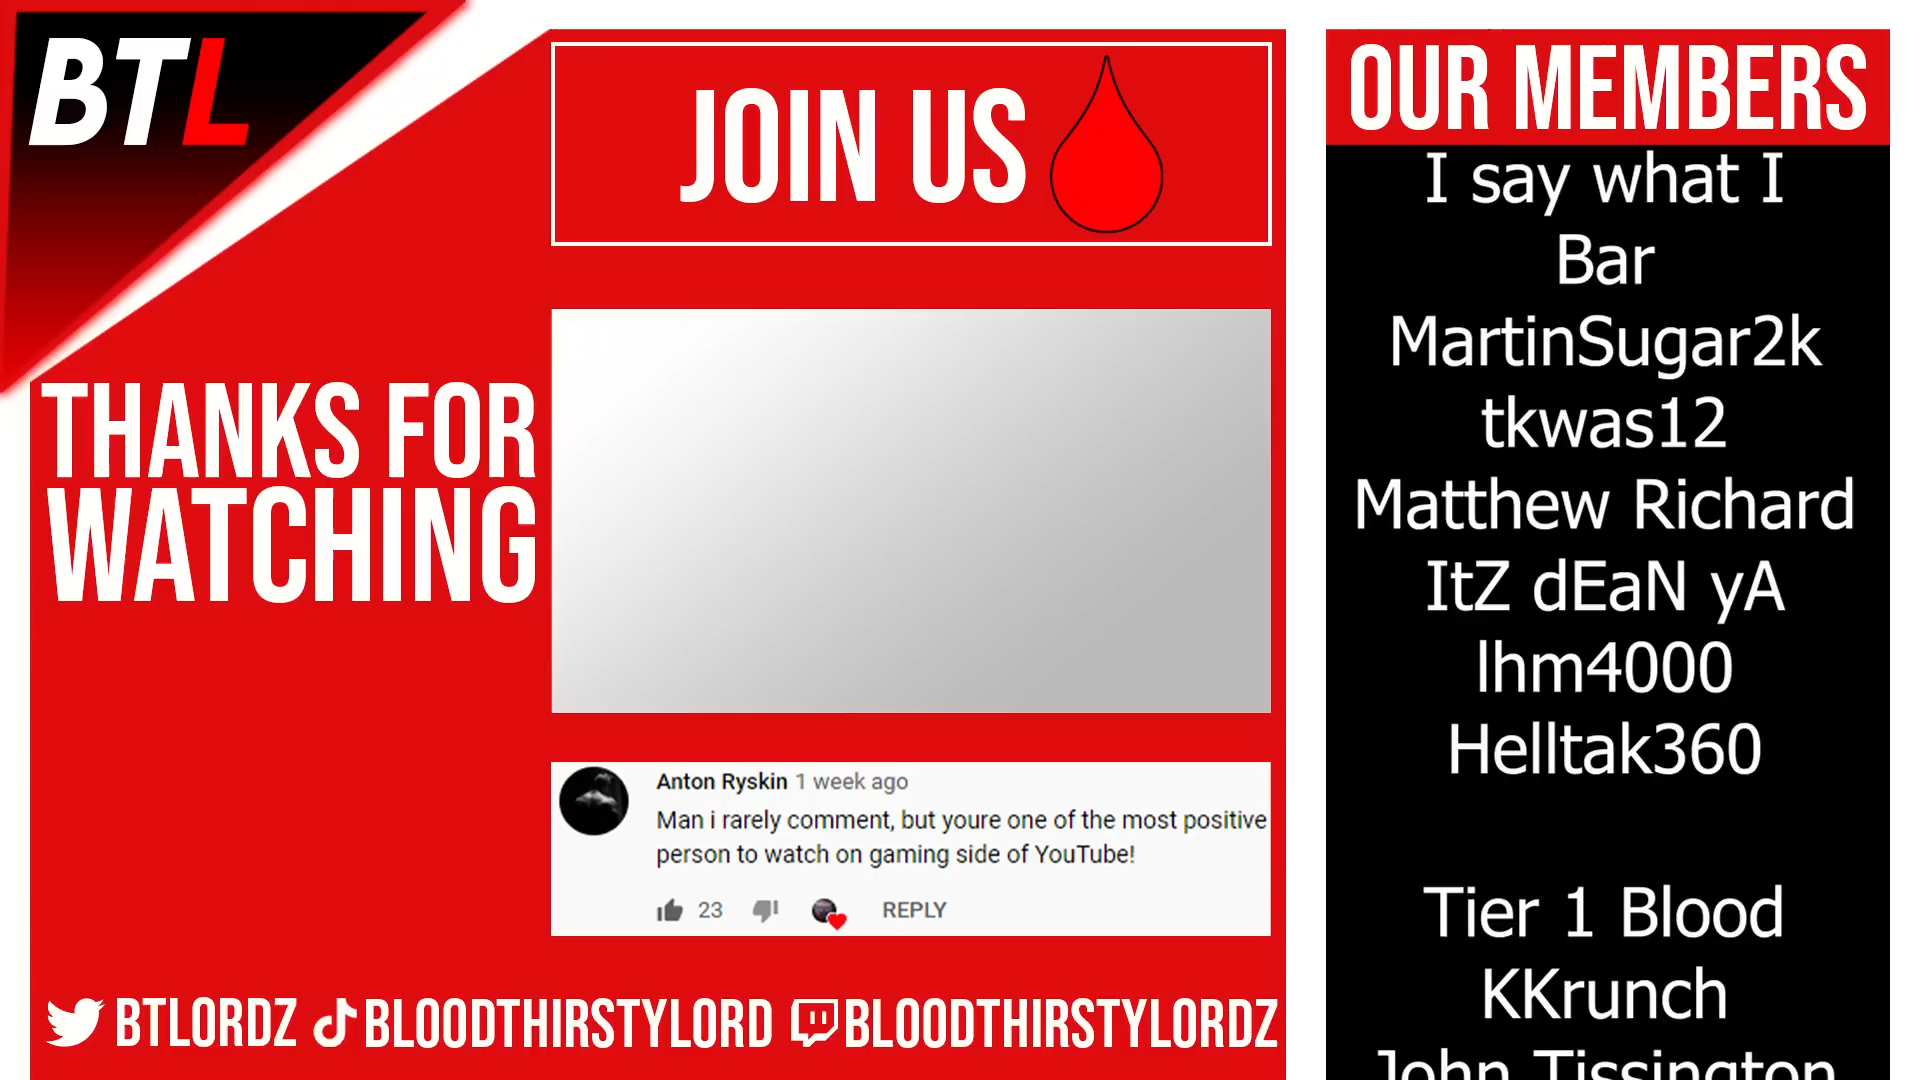 BTL
JOIN US
THANKS FOR
WATCHING
Anton Ryskin 1 week ago
Man i rarely comment, but youre one of the most positive
person to watch on gaming side of YouTube!
23 REPLY
BTLORDZ BLOODTHIRSTYLORD BLOODTHIRSTYLORDZ
OUR MEMBERS
I say what I
Bar
MartinSugar2k
tkwas12
Matthew Richard
ItZ dEaN yA
lhm4000
Helltak360
Tier 1 Blood
KKrunch
John Tissington